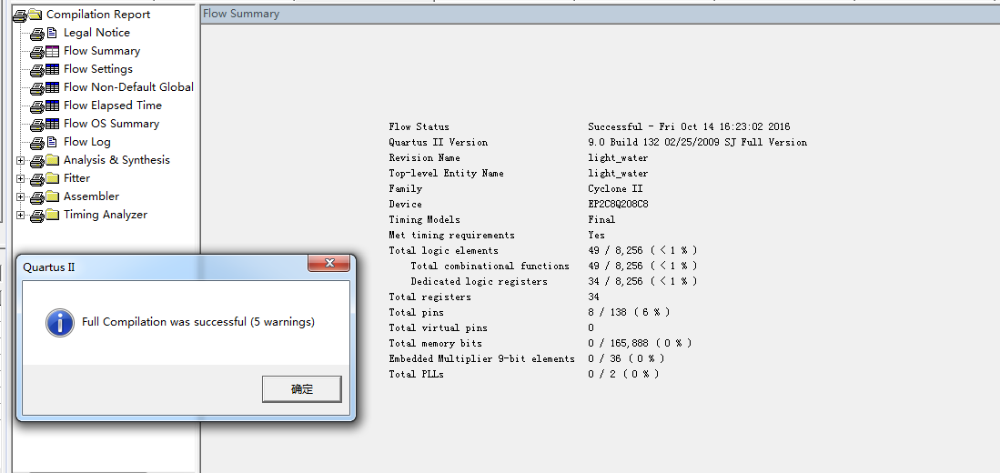 Compilation Report
Legal Notice
Flow Summary
Flow Settings
Flow Non-Default Global
Flow Elapsed Time
Flow OS Summary
Flow Log
Analysis & Synthesis
Fitter
Assembler
Timing Analyzer
Flow Summary
Flow Status Successful - Fri Oct 14 16:23:02 2016
Quartus II Version 9.0 Build 132 02/25/2009 SJ Full Version
Revision Name light_water
Top-level Entity Name light_water
Family Cyclone II
Device EP2C8Q208C8
Timing Models Final
Met timing requirements Yes
Total logic elements 49 / 8,256 ( < 1 % )
Total combinational functions 49 / 8,256 ( < 1 % )
Dedicated logic registers 34 / 8,256 ( < 1 % )
Total registers 34
Total pins 8 / 138 ( 6 % )
Total virtual pins 0
Total memory bits 0 / 165,888 ( 0 % )
Embedded Multiplier 9-bit elements 0 / 36 ( 0 % )
Total PLLs 0 / 2 ( 0 % )
Quartus II
Full Compilation was successful (5 warnings)
确定